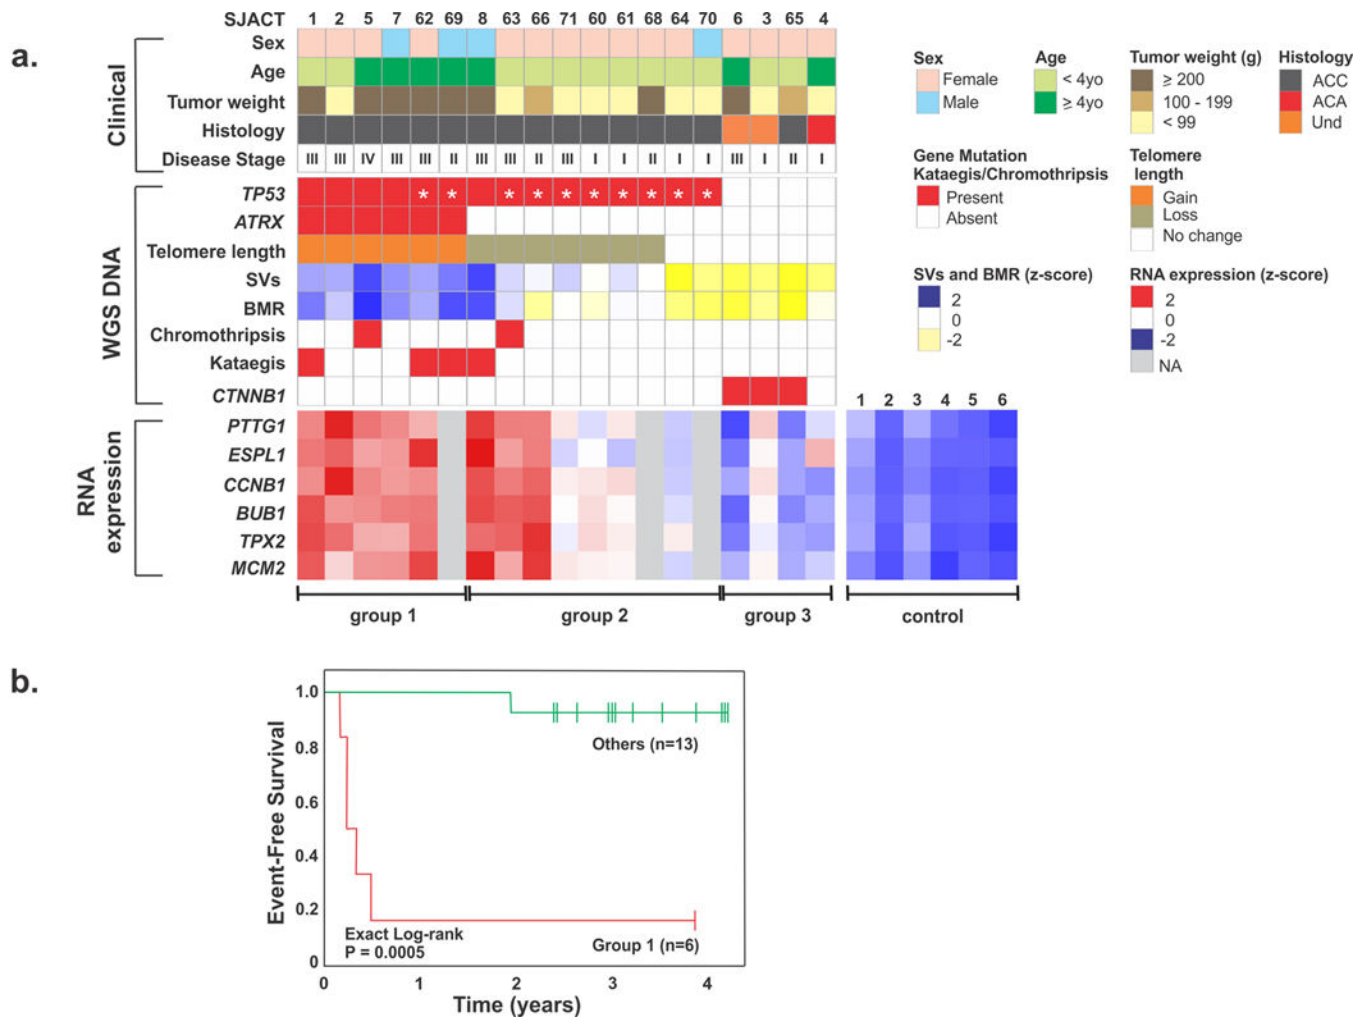 a.
SJACT 1 2 5 7 62 69 8 63 66 71 60 61 68 64 70 6 3 65 4
Clinical
Sex
Age
Tumor weight
Histology
Disease Stage III III IV III III II III III II III I I II I I III I II I
WGS DNA
TP53 * * * * * * * * * *
ATRX
Telomere length
SVs
BMR
Chromothripsis
Kataegis
CTNNB1
RNA expression
PTTG1
ESPL1
CCNB1
BUB1
TPX2
MCM2
1 2 3 4 5 6
group 1 group 2 group 3 control
Sex
Female
Male
Age
< 4yo
≥ 4yo
Tumor weight (g)
≥ 200
100 - 199
< 99
Histology
ACC
ACA
Und
Gene Mutation
Kataegis/Chromothripsis
Present
Absent
Telomere
length
Gain
Loss
No change
SVs and BMR (z-score)
2
0
-2
RNA expression (z-score)
2
0
-2
NA
b.
Event-Free Survival
1.0
0.8
0.6
0.4
0.2
0
Others (n=13)
Exact Log-rank
P = 0.0005
Group 1 (n=6)
0 1 2 3 4
Time (years)